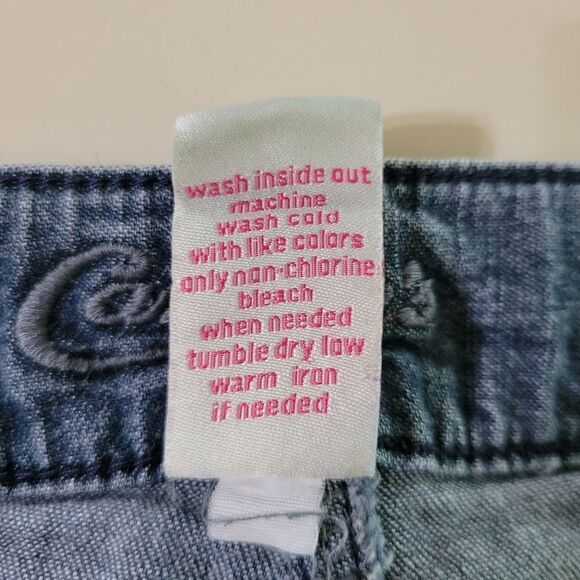 wash inside out
machine
wash cold
with like colors
only non-chlorine
bleach
when needed
tumble dry low
warm iron
if needed
Ca